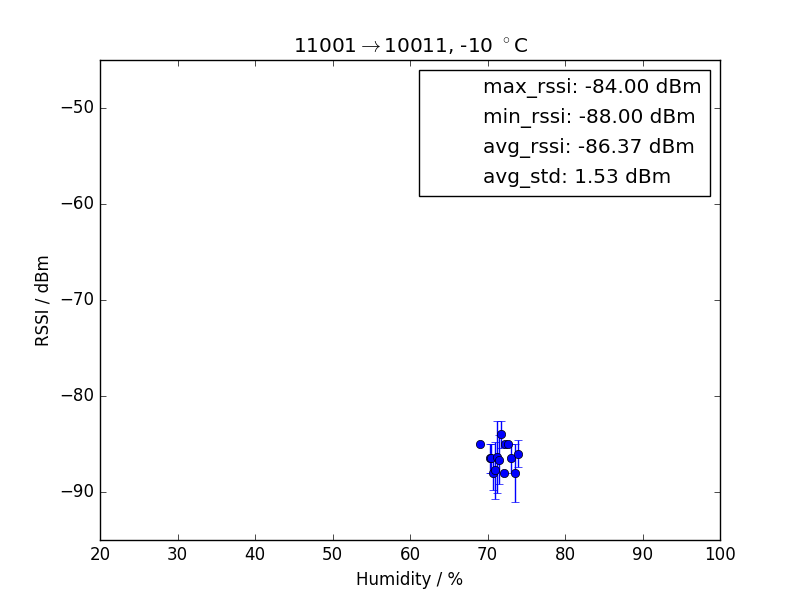 11001→10011, -10 °C
max_rssi: -84.00 dBm
min_rssi: -88.00 dBm
avg_rssi: -86.37 dBm
avg_std: 1.53 dBm
RSSI / dBm
−50
−60
−70
−80
−90
20 30 40 50 60 70 80 90 100
Humidity / %